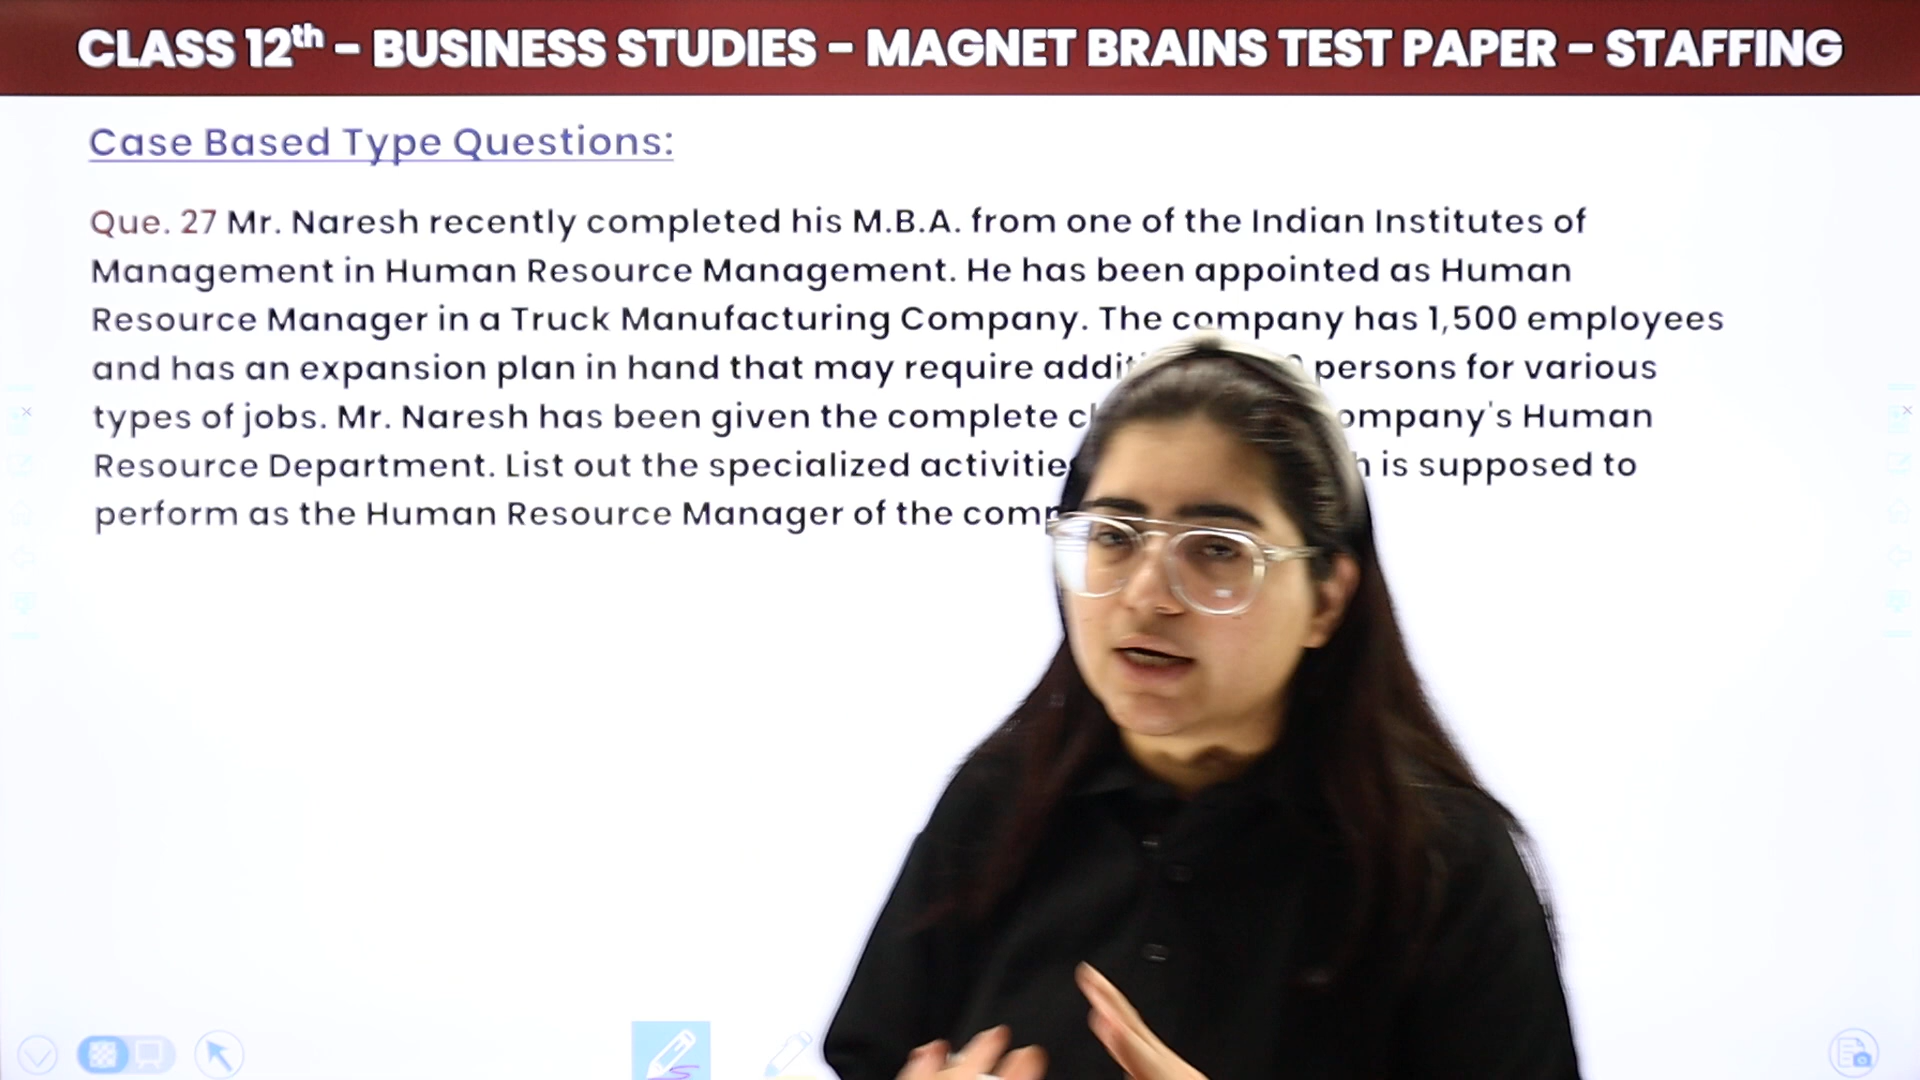 CLASS 12th – BUSINESS STUDIES – MAGNET BRAINS TEST PAPER – STAFFING
Case Based Type Questions:
Que. 27 Mr. Naresh recently completed his M.B.A. from one of the Indian Institutes of
Management in Human Resource Management. He has been appointed as Human
Resource Manager in a Truck Manufacturing Company. The company has 1,500 employees
and has an expansion plan in hand that may require persons for various
types of jobs. Mr. Naresh has been given the complete Human
Resource Department. List out the specialized is supposed to
perform as the Human Resource Manager of the